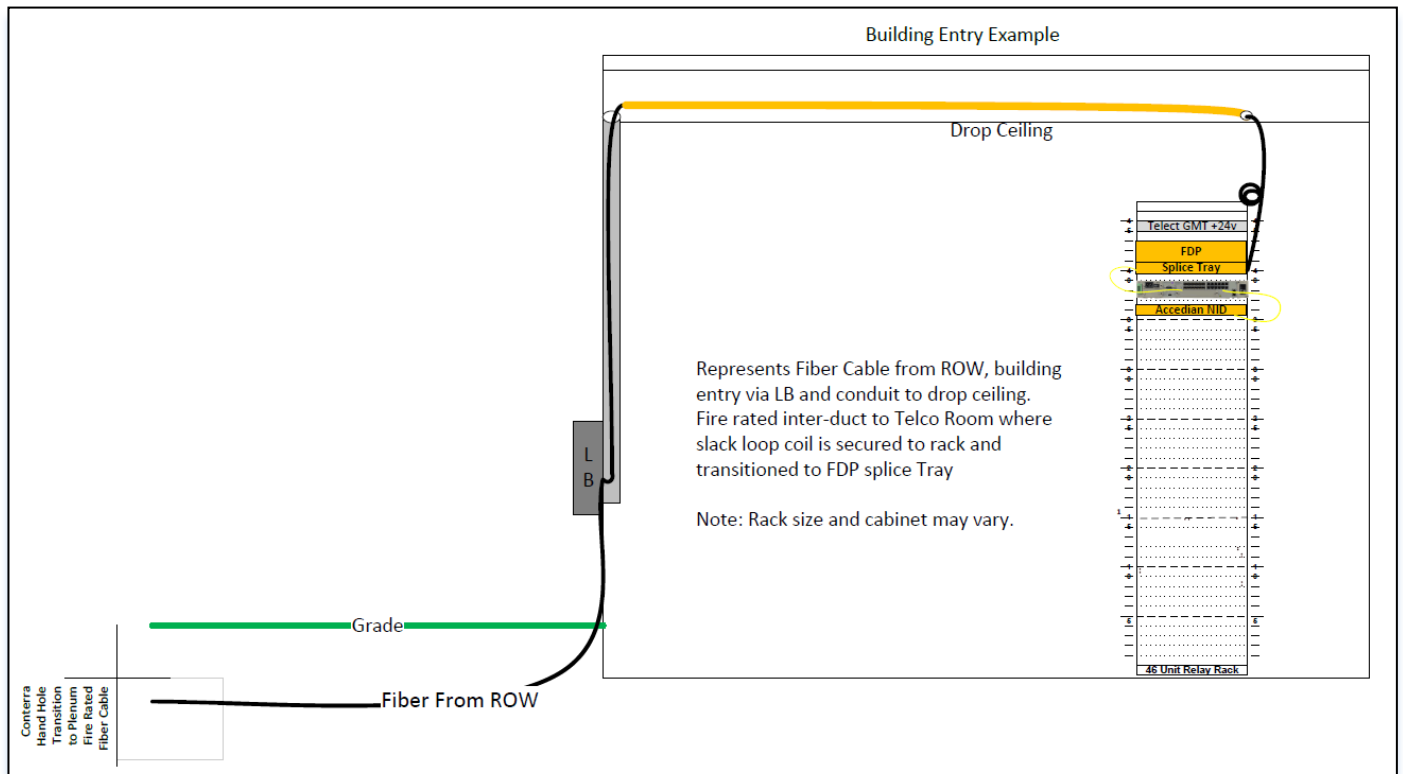 Building Entry Example
Drop Ceiling
Telect GMT +24v
FDP
Splice Tray
Accedian NID
Represents Fiber Cable from ROW, building
entry via LB and conduit to drop ceiling.
Fire rated inter-duct to Telco Room where
slack loop coil is secured to rack and
transitioned to FDP splice Tray
Note: Rack size and cabinet may vary.
L
B
Grade
Fiber From ROW
Conterra
Hand Hole
Transition
to Plenum
Fire Rated
Fiber Cable
46 Unit Relay Rack